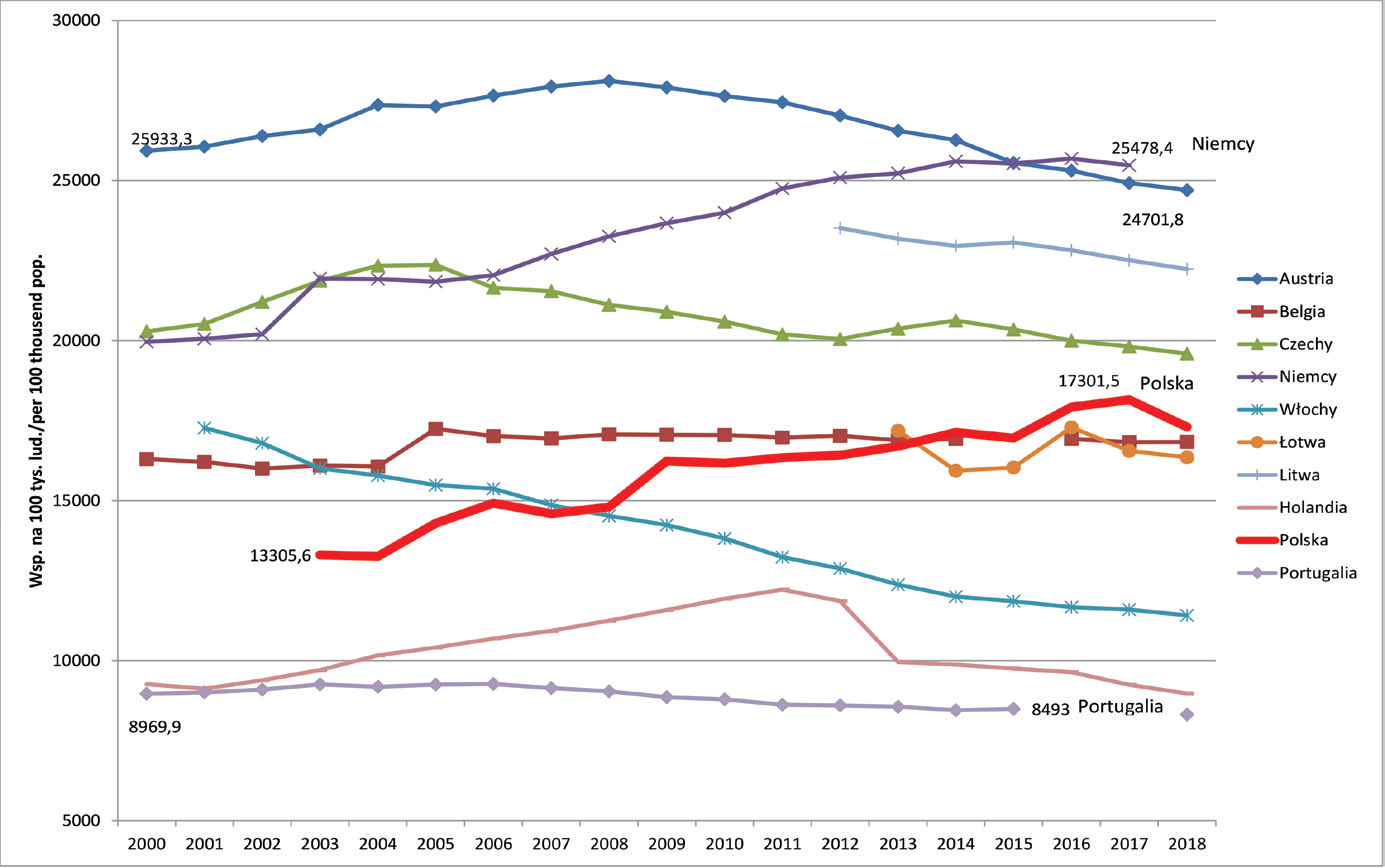 30000
25000
20000
15000
10000
5000
Wsp. na 100 tys. lud./per 100 thousend pop.
25933,3
25478,4 Niemcy
24701,8
17301,5 Polska
13305,6
8493 Portugalia
8969,9
2000 2001 2002 2003 2004 2005 2006 2007 2008 2009 2010 2011 2012 2013 2014 2015 2016 2017 2018
Austria
Belgia
Czechy
Niemcy
Włochy
Łotwa
Litwa
Holandia
Polska
Portugalia